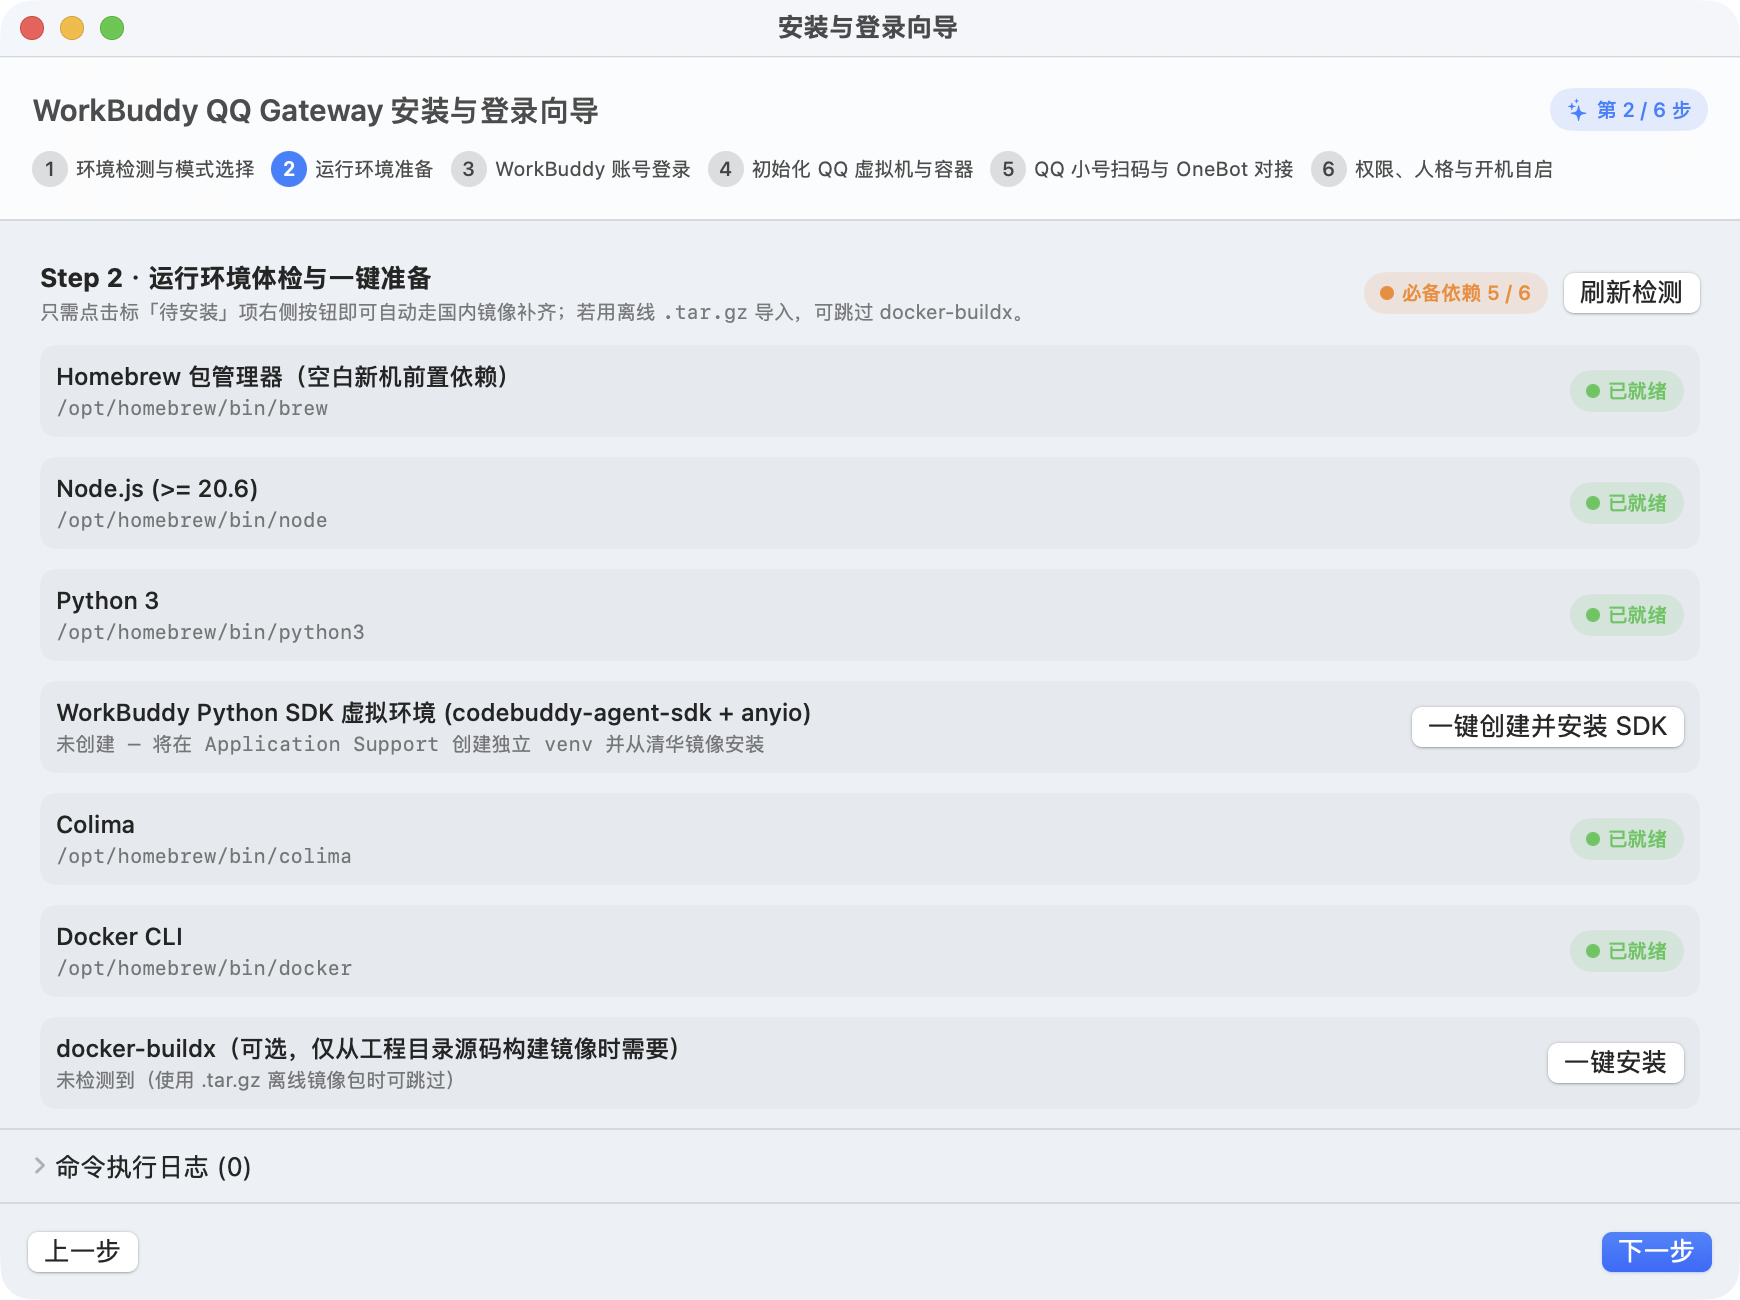 安装与登录向导
WorkBuddy QQ Gateway 安装与登录向导
第 2 / 6 步
1 环境检测与模式选择 2 运行环境准备 3 WorkBuddy 账号登录 4 初始化 QQ 虚拟机与容器 5 QQ 小号扫码与 OneBot 对接 6 权限、人格与开机自启
Step 2 · 运行环境体检与一键准备
只需点击标「待安装」项右侧按钮即可自动走国内镜像补齐；若用离线 .tar.gz 导入，可跳过 docker-buildx。
必备依赖 5 / 6
刷新检测
Homebrew 包管理器（空白新机前置依赖）
/opt/homebrew/bin/brew
已就绪
Node.js (>= 20.6)
/opt/homebrew/bin/node
已就绪
Python 3
/opt/homebrew/bin/python3
已就绪
WorkBuddy Python SDK 虚拟环境 (codebuddy-agent-sdk + anyio)
未创建 — 将在 Application Support 创建独立 venv 并从清华镜像安装
一键创建并安装 SDK
Colima
/opt/homebrew/bin/colima
已就绪
Docker CLI
/opt/homebrew/bin/docker
已就绪
docker-buildx（可选，仅从工程目录源码构建镜像时需要）
未检测到（使用 .tar.gz 离线镜像包时可跳过）
一键安装
命令执行日志 (0)
上一步
下一步